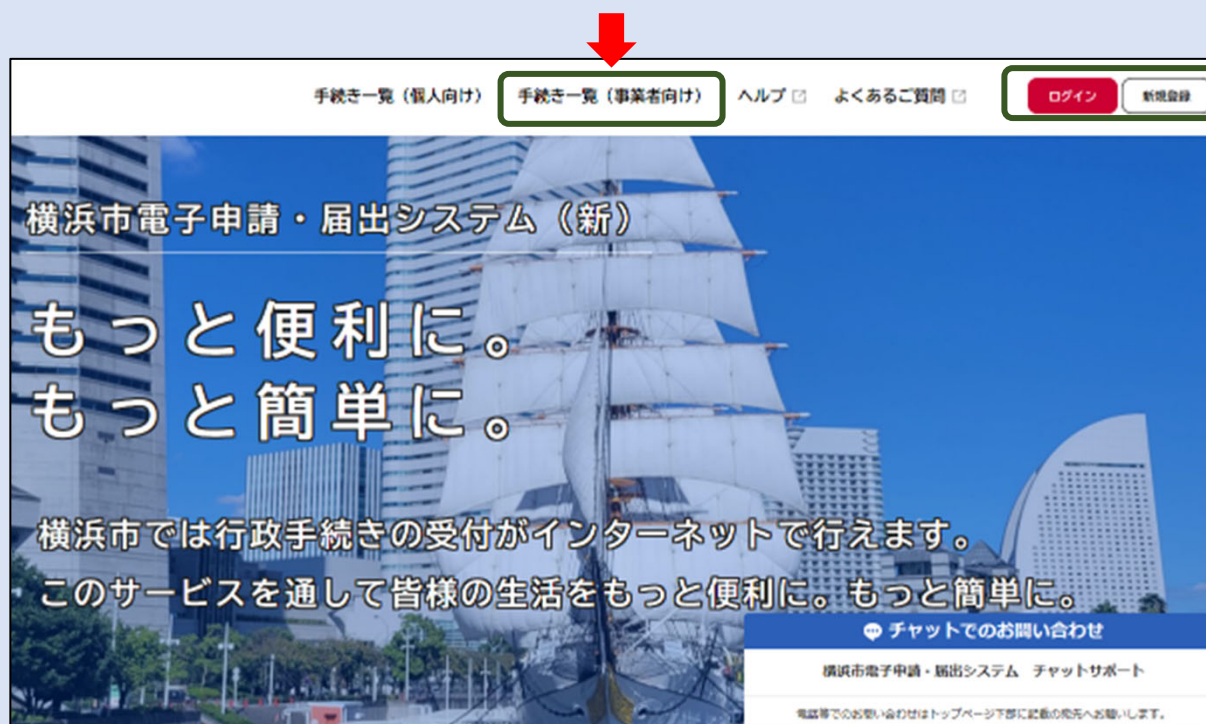 手続き一覧（個人向け） 手続き一覧（事業者向け） ヘルプ よくあるご質問 ログイン 新規登録
横浜市電子申請・届出システム（新）
もっと便利に。
もっと簡単に。
横浜市では行政手続きの受付がインターネットで行えます。
このサービスを通して皆様の生活をもっと便利に。もっと簡単に。
チャットでのお問い合わせ
横浜市電子申請・届出システム チャットサポート
電話等でのお問い合わせはトップページ下部に記載の宛先へお願いします。